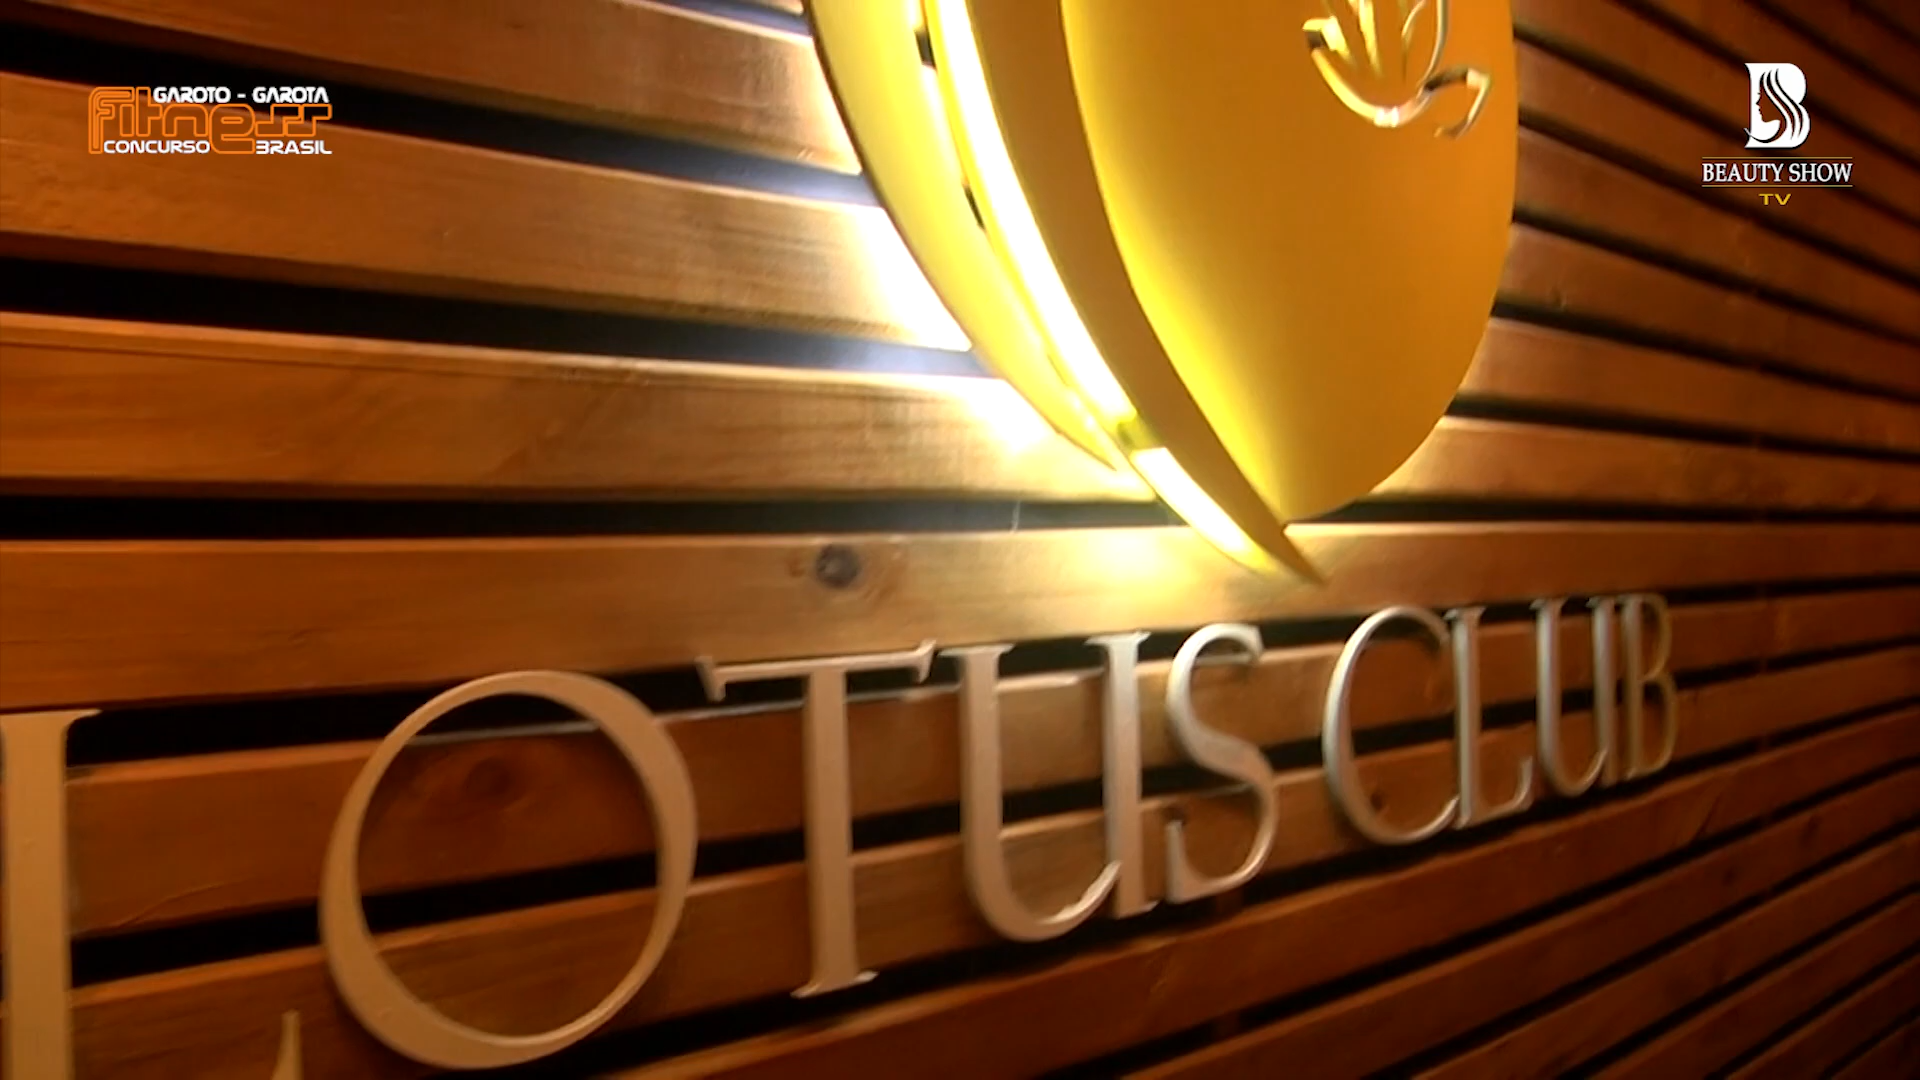 GAROTO - GAROTA
Fitness
CONCURSO BRASIL
B
BEAUTY SHOW
TV
LOTUS CLUB